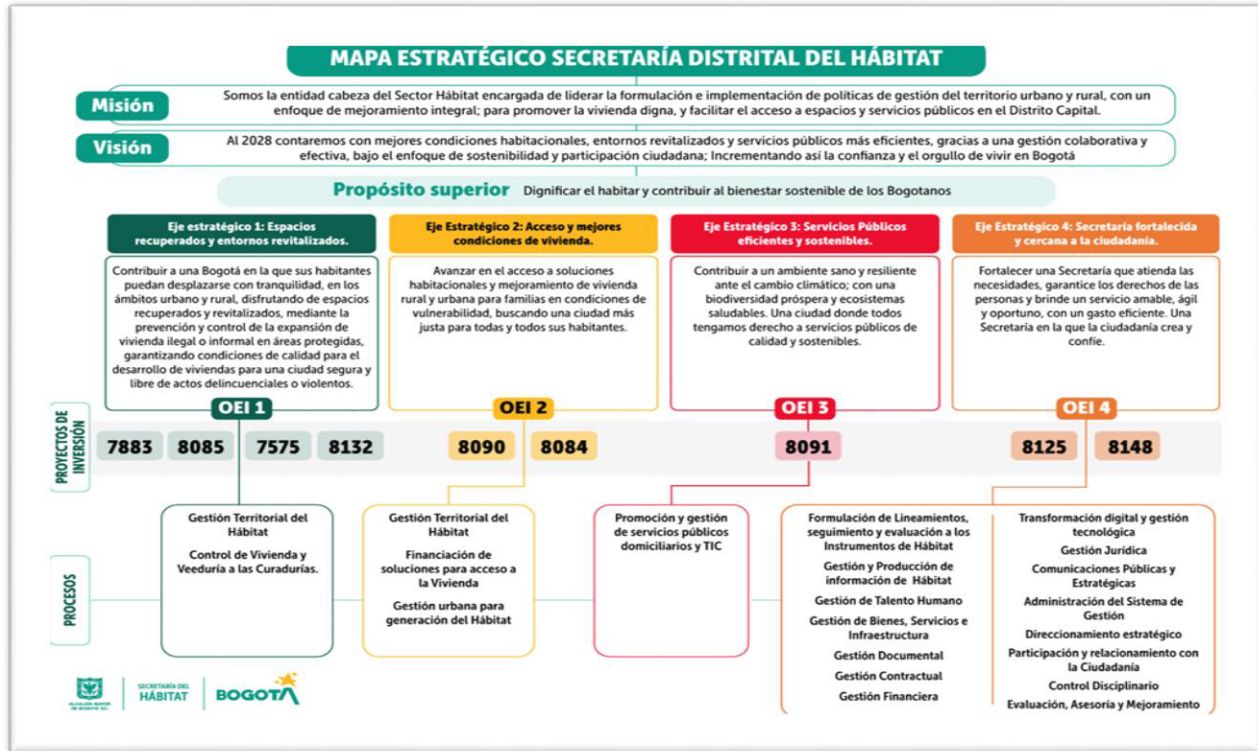 MAPA ESTRATÉGICO SECRETARÍA DISTRITAL DEL HÁBITAT
Misión
Somos la entidad cabeza del Sector Hábitat encargada de liderar la formulación e implementación de políticas de gestión del territorio urbano y rural, con un
enfoque de mejoramiento integral; para promover la vivienda digna, y facilitar el acceso a espacios y servicios públicos en el Distrito Capital.
Visión
Al 2028 contaremos con mejores condiciones habitacionales, entornos revitalizados y servicios públicos más eficientes, gracias a una gestión colaborativa y
efectiva, bajo el enfoque de sostenibilidad y participación ciudadana; Incrementando así la confianza y el orgullo de vivir en Bogotá
Propósito superior Dignificar el habitar y contribuir al bienestar sostenible de los Bogotanos
Eje estratégico 1: Espacios
recuperados y entornos revitalizados.
Contribuir a una Bogotá en la que sus habitantes
puedan desplazarse con tranquilidad, en los
ámbitos urbano y rural, disfrutando de espacios
recuperados y revitalizados, mediante la
prevención y control de la expansión de
vivienda ilegal o informal en áreas protegidas,
garantizando condiciones de calidad para el
desarrollo de viviendas para una ciudad segura y
libre de actos delincuenciales o violentos.
OEI 1
Eje Estratégico 2: Acceso y mejores
condiciones de vivienda.
Avanzar en el acceso a soluciones
habitacionales y mejoramiento de vivienda
rural y urbana para familias en condiciones de
vulnerabilidad, buscando una ciudad más
justa para todas y todos sus habitantes.
OEI 2
Eje Estratégico 3: Servicios Públicos
eficientes y sostenibles.
Contribuir a un ambiente sano y resiliente
ante el cambio climático; con una
biodiversidad próspera y ecosistemas
saludables. Una ciudad donde todos
tengamos derecho a servicios públicos de
calidad y sostenibles.
OEI 3
Eje Estratégico 4: Secretaría fortalecida
y cercana a la ciudadanía.
Fortalecer una Secretaría que atienda las
necesidades, garantice los derechos de las
personas y brinde un servicio amable, ágil
y oportuno, con un gasto eficiente. Una
Secretaría en la que la ciudadanía crea y
confíe.
OEI 4
PROYECTOS DE
INVERSIÓN
7883 8085 7575 8132 8090 8084 8091 8125 8148
PROCESOS
Gestión Territorial del
Hábitat
Control de Vivienda y
Veeduría a las Curadurías.
Gestión Territorial del
Hábitat
Financiación de
soluciones para acceso a
la Vivienda
Gestión urbana para
generación del Hábitat
Promoción y gestión
de servicios públicos
domiciliarios y TIC
Formulación de Lineamientos,
seguimiento y evaluación a los
Instrumentos de Hábitat
Gestión y Producción de
información de Hábitat
Gestión de Talento Humano
Gestión de Bienes, Servicios e
Infraestructura
Gestión Documental
Gestión Contractual
Gestión Financiera
Transformación digital y gestión
tecnológica
Gestión Jurídica
Comunicaciones Públicas y
Estratégicas
Administración del Sistema de
Gestión
Direccionamiento estratégico
Participación y relacionamiento con
la Ciudadanía
Control Disciplinario
Evaluación, Asesoría y Mejoramiento
ALCALDÍA MAYOR
DE BOGOTÁ D.C.
SECRETARÍA DEL
HÁBITAT
BOGOTÁ